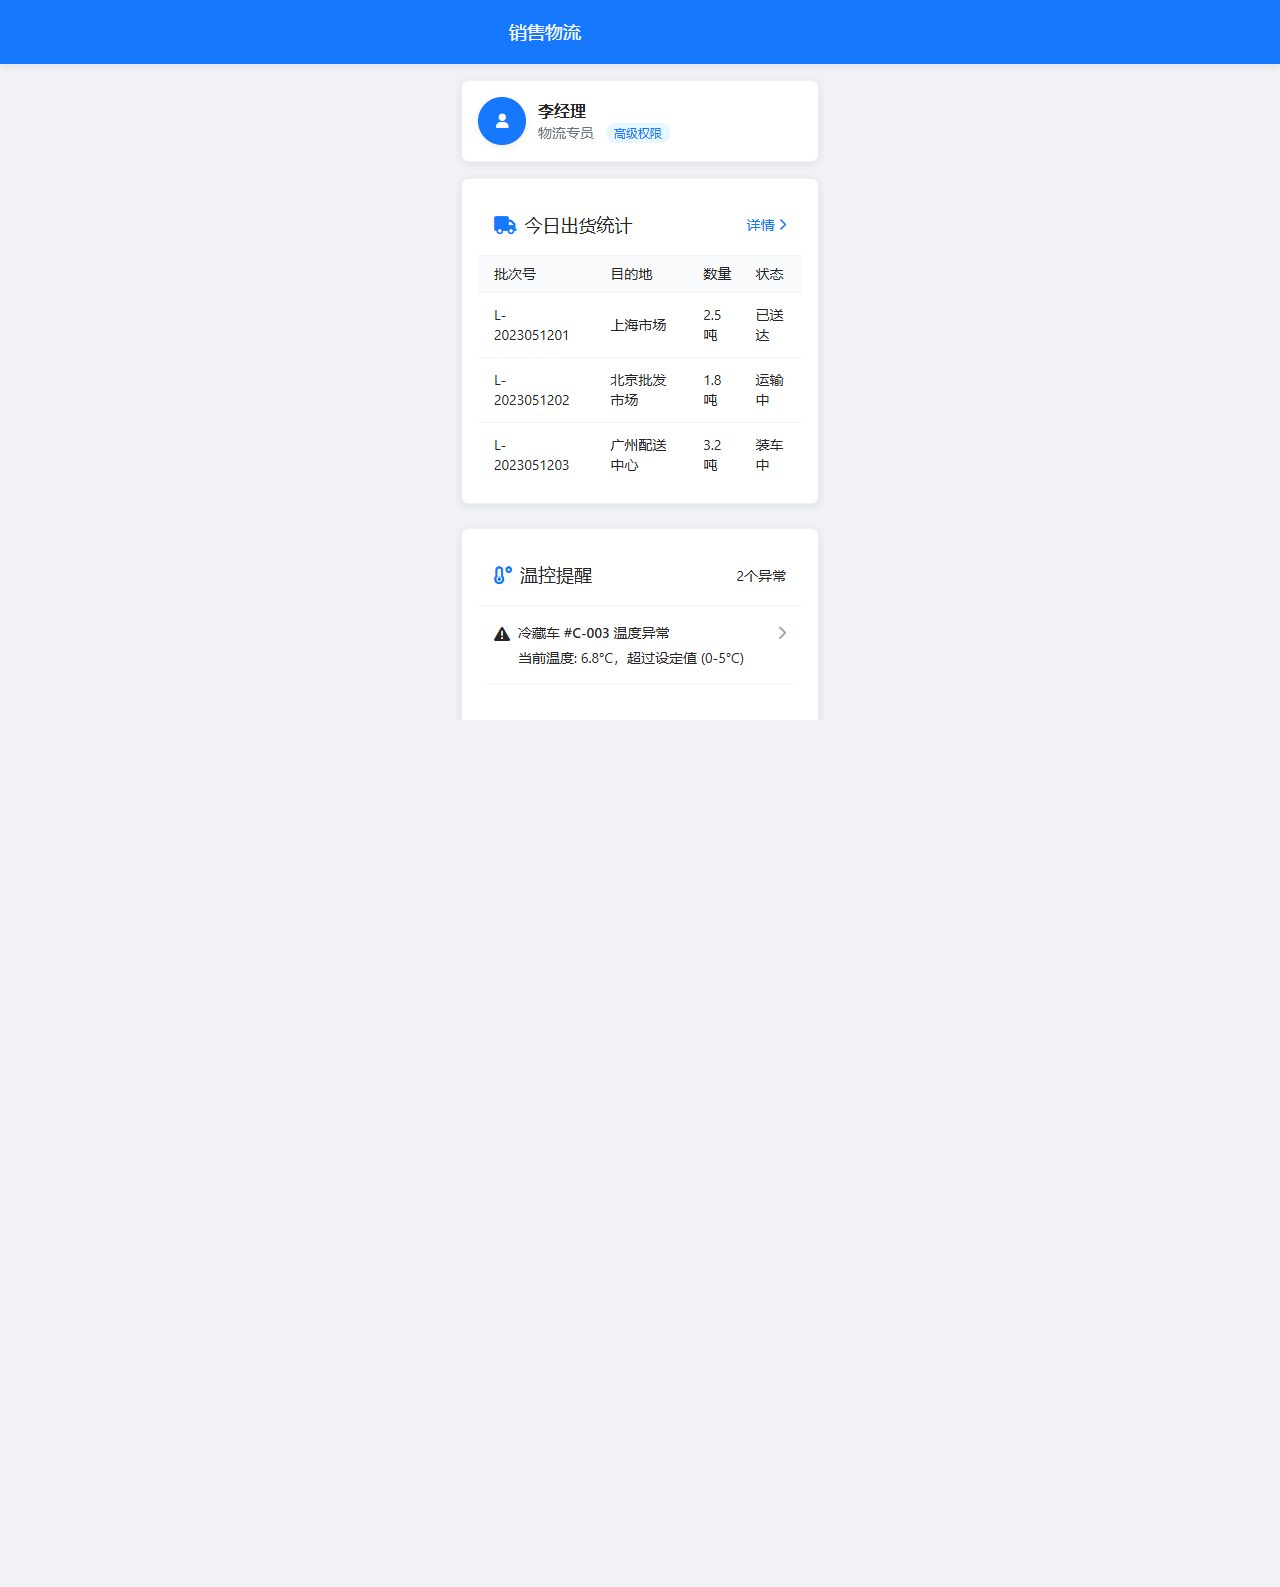 销售物流
李经理
物流专员 高级权限
今日出货统计 详情
批次号 目的地 数量 状态
L-2023051201 上海市场 2.5吨 已送达
L-2023051202 北京批发市场 1.8吨 运输中
L-2023051203 广州配送中心 3.2吨 装车中
温控提醒 2个异常
冷藏车 #C-003 温度异常
当前温度: 6.8°C，超过设定值 (0-5°C)